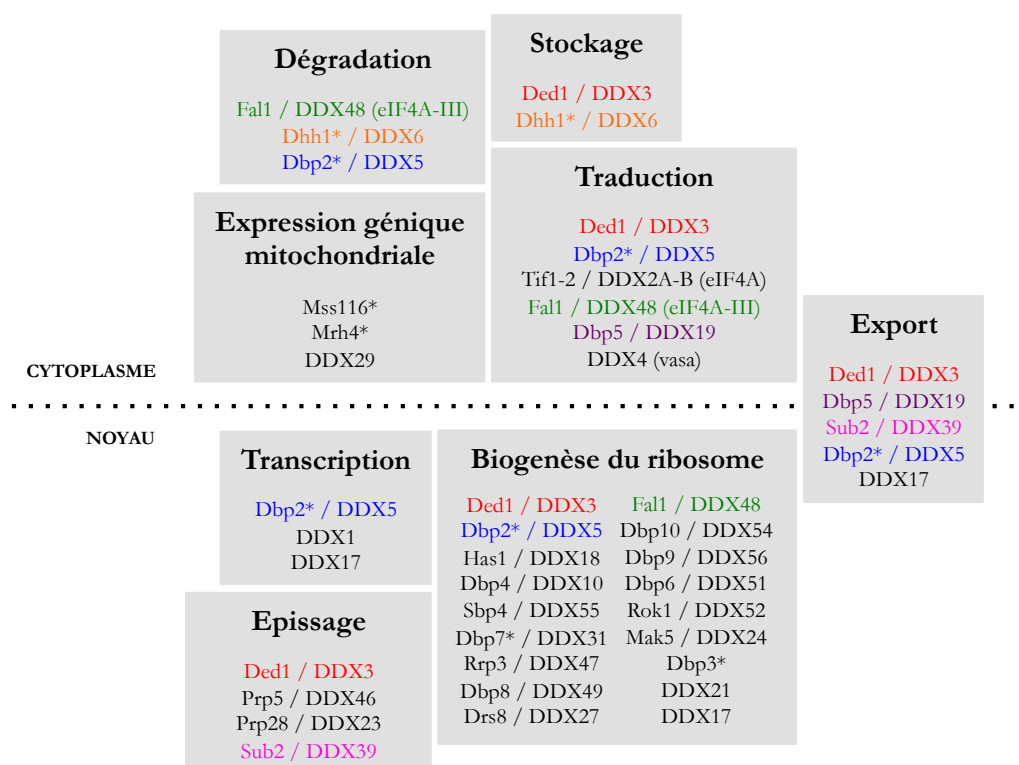 Dégradation
Fal1 / DDX48 (eIF4A-III)
Dhh1* / DDX6
Dbp2* / DDX5
Stockage
Ded1 / DDX3
Dhh1* / DDX6
Expression génique
mitochondriale
Mss116*
Mrh4*
DDX29
Traduction
Ded1 / DDX3
Dbp2* / DDX5
Tif1-2 / DDX2A-B (eIF4A)
Fal1 / DDX48 (eIF4A-III)
Dbp5 / DDX19
DDX4 (vasa)
Export
Ded1 / DDX3
Dbp5 / DDX19
Sub2 / DDX39
Dbp2* / DDX5
DDX17
CYTOPLASME
NOYAU
Transcription
Dbp2* / DDX5
DDX1
DDX17
Biogenèse du ribosome
Ded1 / DDX3
Dbp2* / DDX5
Has1 / DDX18
Dbp4 / DDX10
Sbp4 / DDX55
Dbp7* / DDX31
Rrp3 / DDX47
Dbp8 / DDX49
Drs8 / DDX27
Fal1 / DDX48
Dbp10 / DDX54
Dbp9 / DDX56
Dbp6 / DDX51
Rok1 / DDX52
Mak5 / DDX24
Dbp3*
DDX21
DDX17
Epissage
Ded1 / DDX3
Prp5 / DDX46
Prp28 / DDX23
Sub2 / DDX39